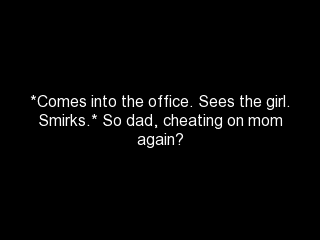 *Comes into the office. Sees the girl.
Smirks.* So dad, cheating on mom
again?